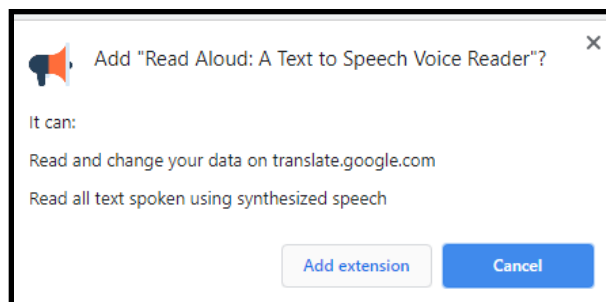 Add "Read Aloud: A Text to Speech Voice Reader"?
It can:
Read and change your data on translate.google.com
Read all text spoken using synthesized speech
Add extension
Cancel